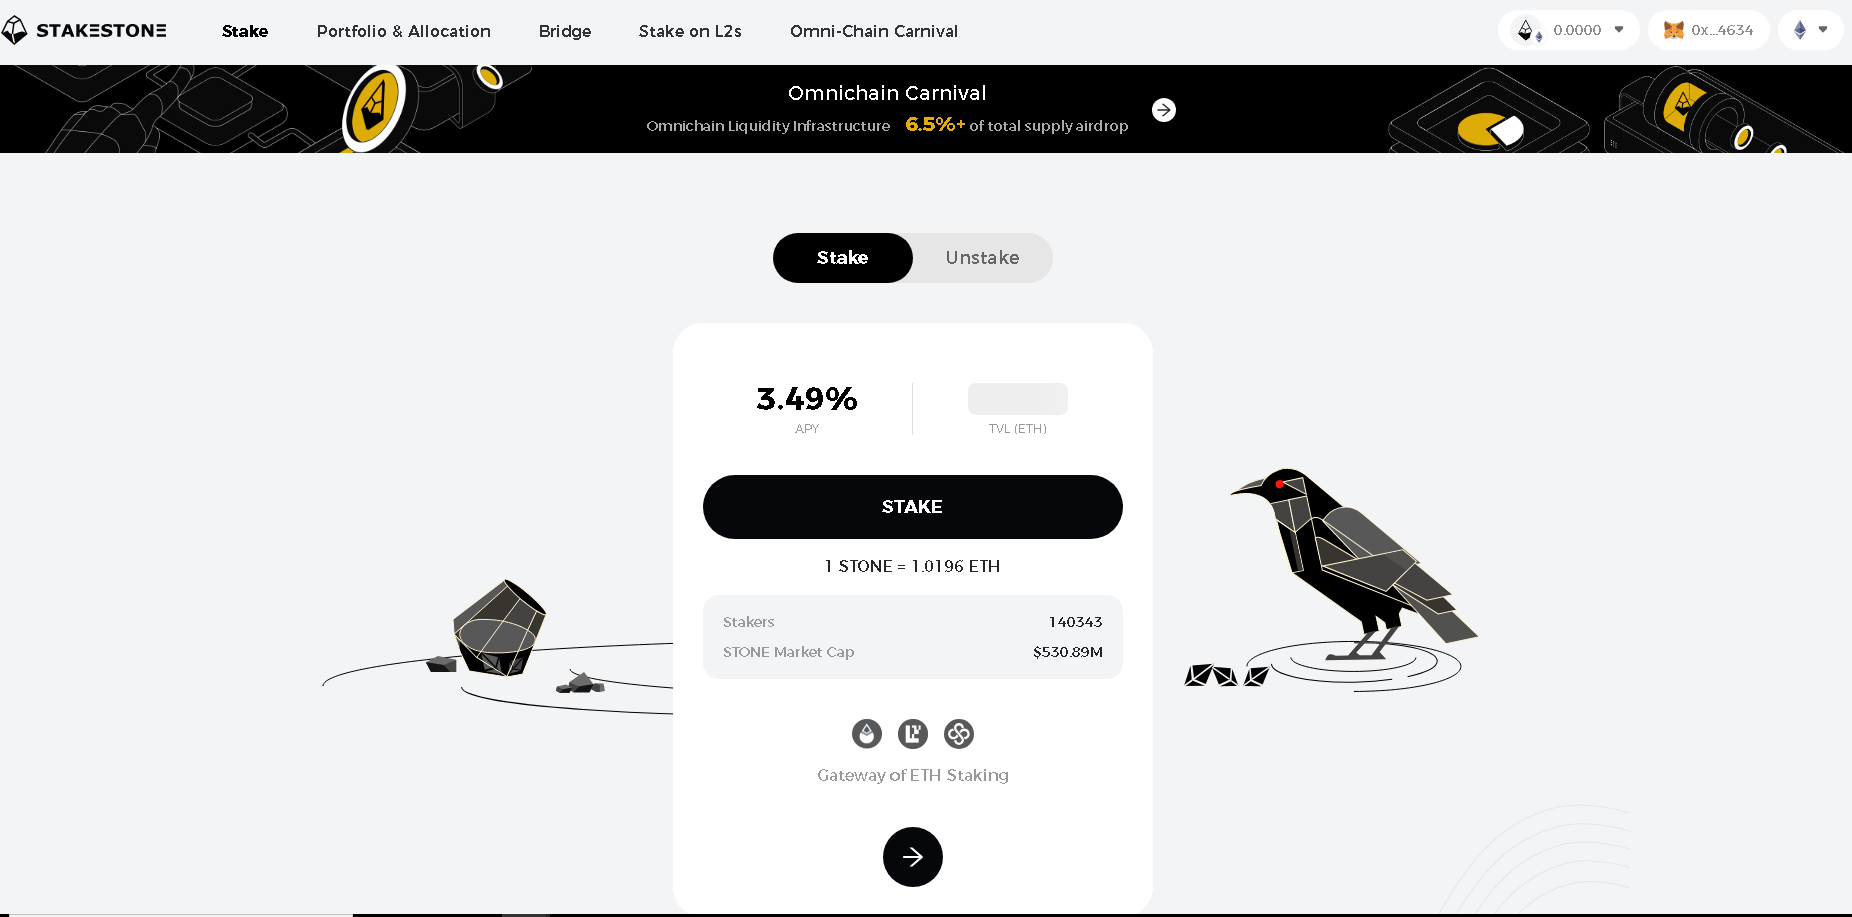 STAKESTONE
Stake Portfolio & Allocation Bridge Stake on L2s Omni-Chain Carnival 0.0000 0x...4634
Omnichain Carnival
Omnichain Liquidity Infrastructure 6.5%+ of total supply airdrop
Stake Unstake
3.49%
APY TVL (ETH)
STAKE
1 STONE = 1.0196 ETH
Stakers 140343
STONE Market Cap $530.89M
Gateway of ETH Staking